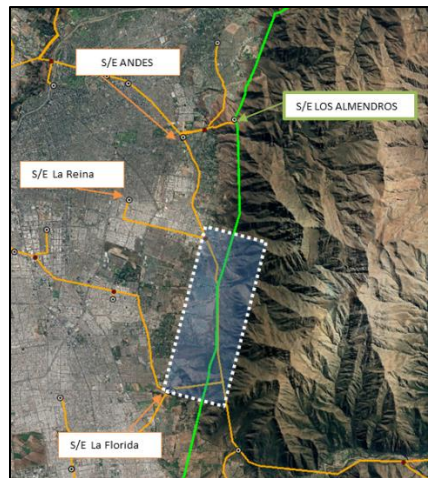 S/E ANDES
S/E LOS ALMENDROS
S/E La Reina
S/E La Florida